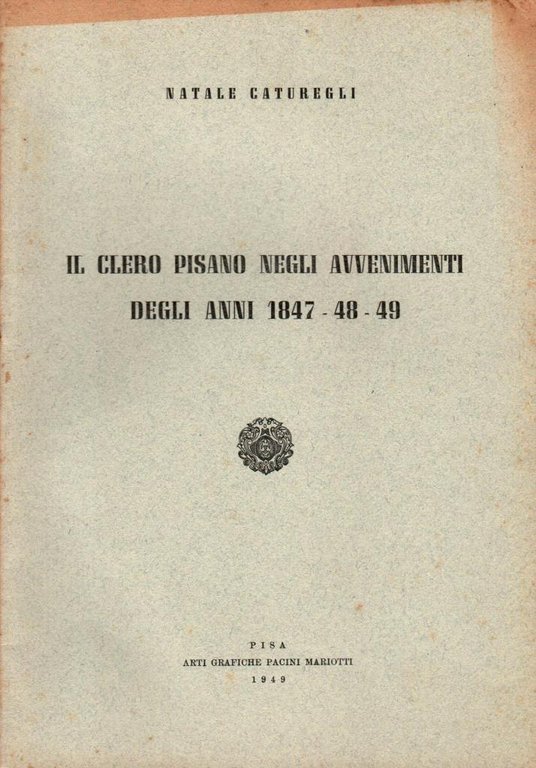 NATALE CATUREGLI
IL CLERO PISANO NEGLI AVVENIMENTI
DEGLI ANNI 1847 - 48 - 49
PISA
ARTI GRAFICHE PACINI MARIOTTI
1949